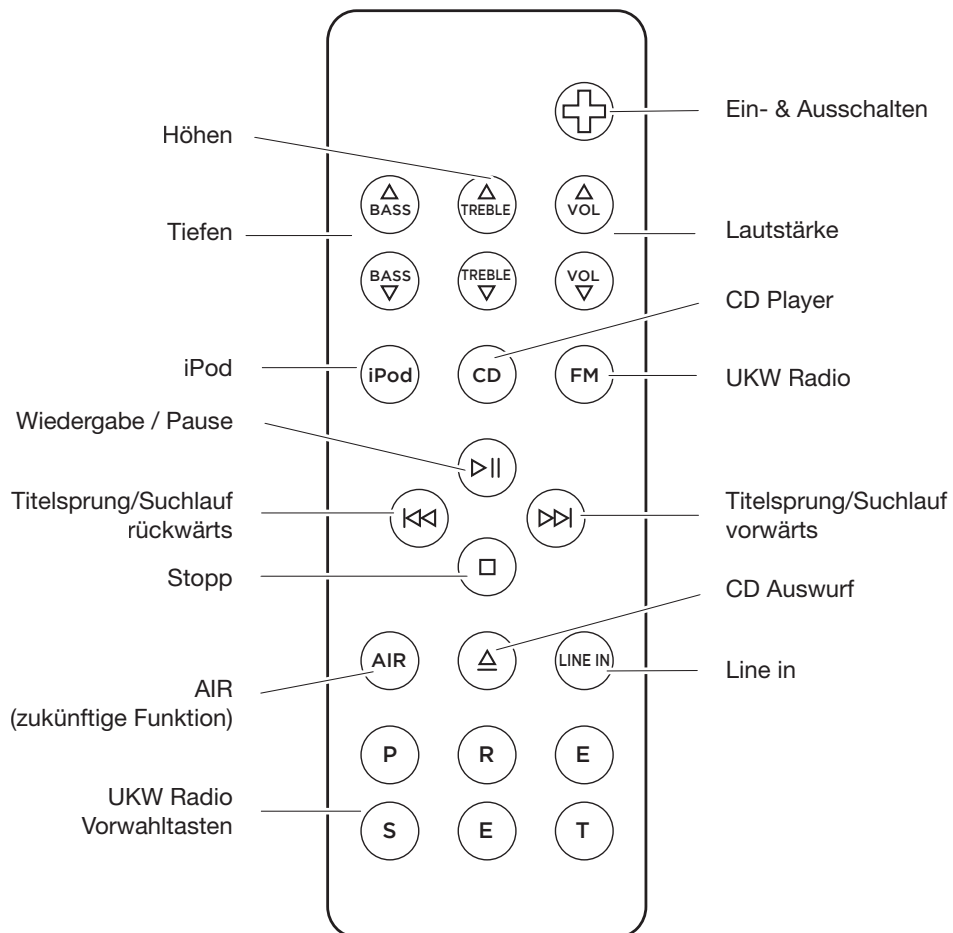 Ein- & Ausschalten
Höhen
BASS
TREBLE
VOL
Tiefen
Lautstärke
BASS
TREBLE
VOL
CD Player
iPod
iPod
CD
FM
UKW Radio
Wiedergabe / Pause
Titelsprung/Suchlauf
rückwärts
Titelsprung/Suchlauf
vorwärts
Stopp
CD Auswurf
AIR
LINE IN
Line in
AIR
(zukünftige Funktion)
P
R
E
UKW Radio
Vorwahltasten
S
E
T